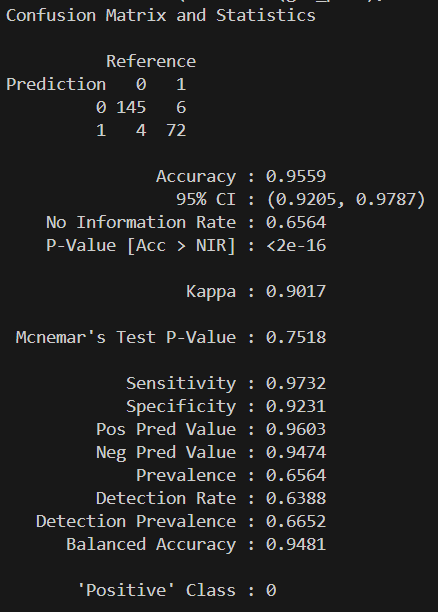 Confusion Matrix and Statistics
Reference
Prediction 0 1
0 145 6
1 4 72
Accuracy : 0.9559
95% CI : (0.9205, 0.9787)
No Information Rate : 0.6564
P-Value [Acc > NIR] : <2e-16
Kappa : 0.9017
Mcnemar's Test P-Value : 0.7518
Sensitivity : 0.9732
Specificity : 0.9231
Pos Pred Value : 0.9603
Neg Pred Value : 0.9474
Prevalence : 0.6564
Detection Rate : 0.6388
Detection Prevalence : 0.6652
Balanced Accuracy : 0.9481
'Positive' Class : 0